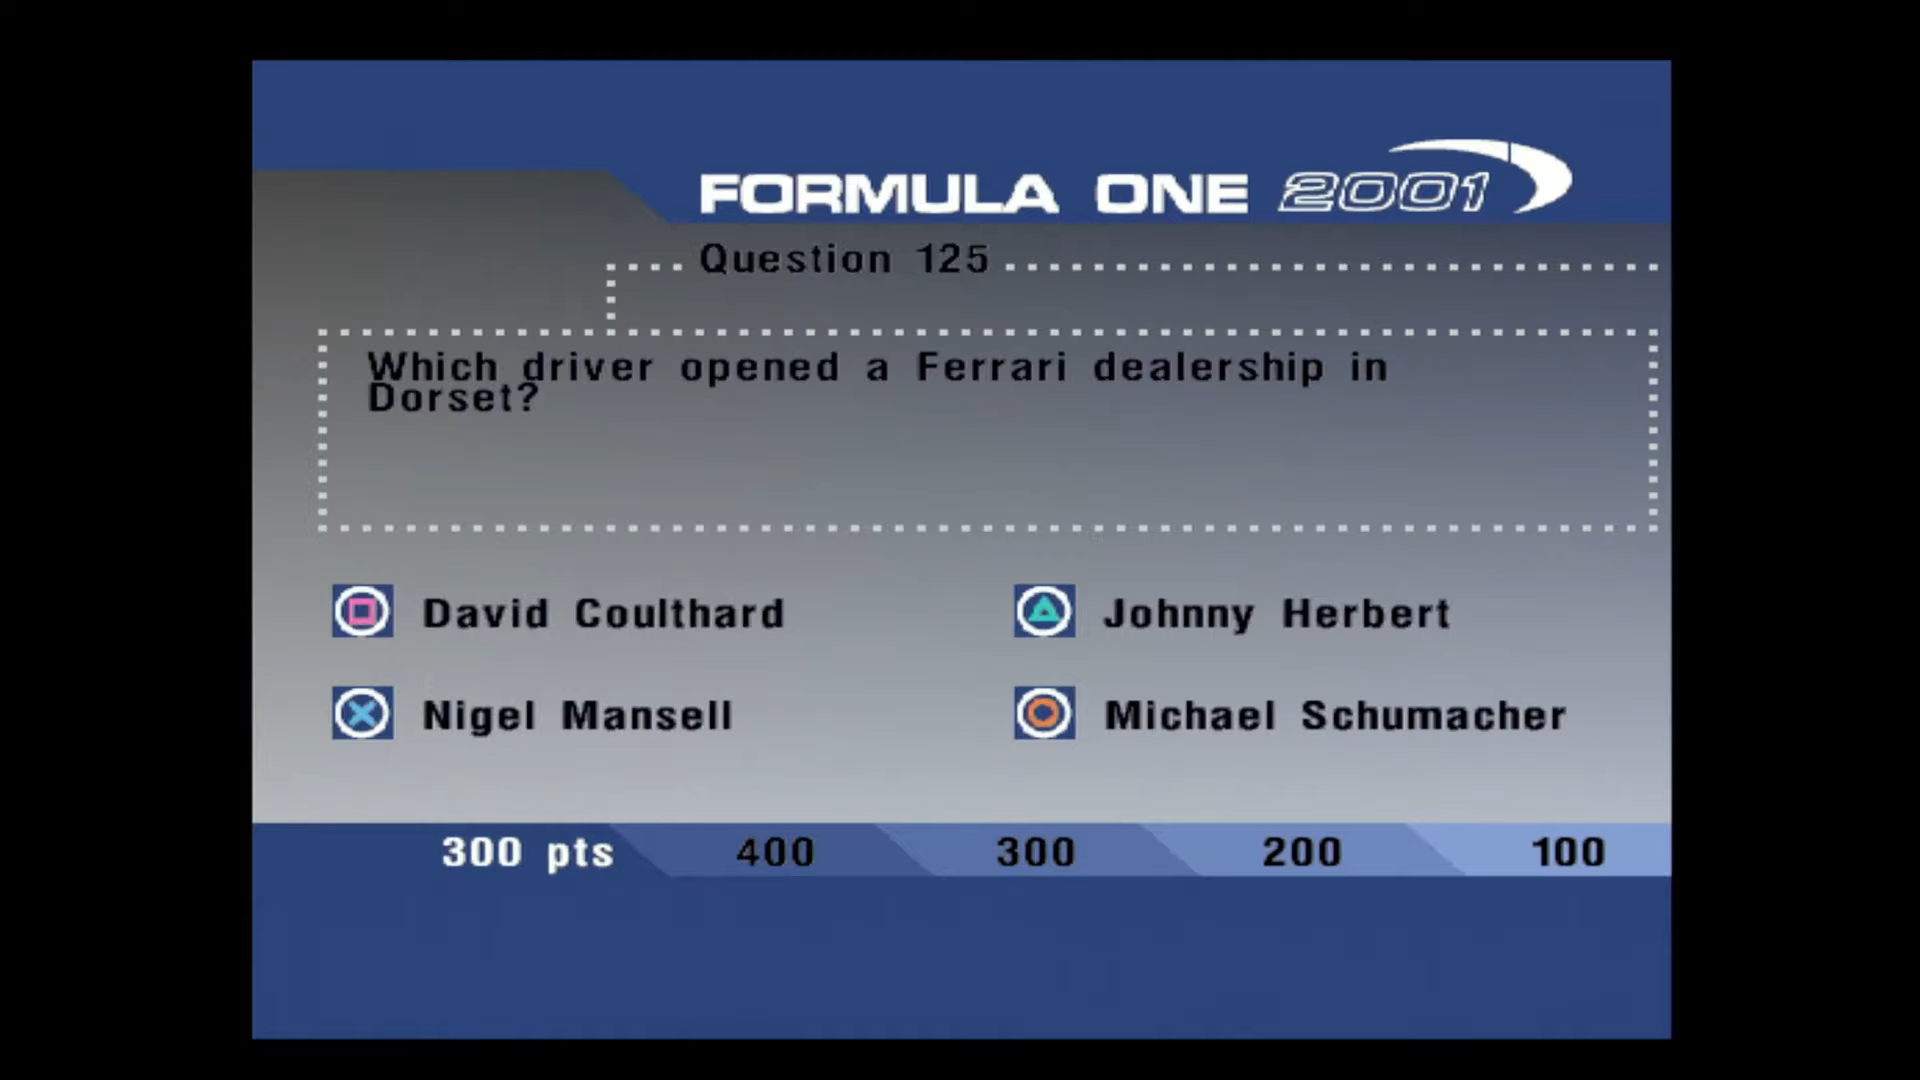 FORMULA ONE 2001
Question 125
Which driver opened a Ferrari dealership in
Dorset?
David Coulthard
Johnny Herbert
Nigel Mansell
Michael Schumacher
300 pts 400 300 200 100